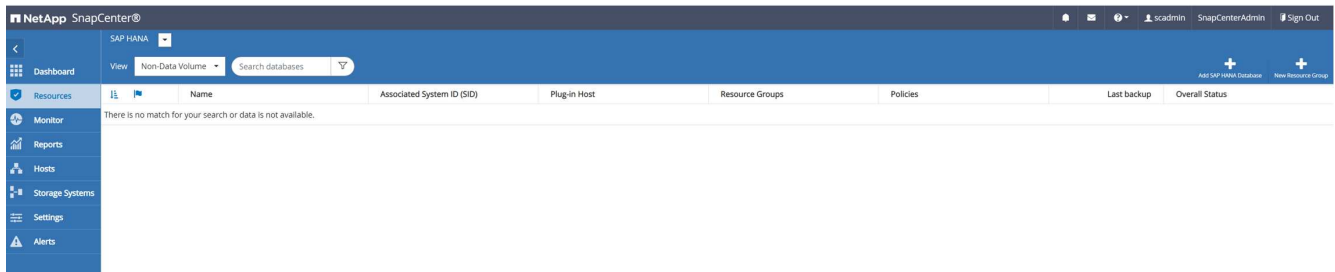 NetApp SnapCenter®
scadmin SnapCenterAdmin Sign Out
SAP HANA
View Non-Data Volume Search databases
Add SAP HANA Database New Resource Group
Dashboard
Resources
Monitor
Reports
Hosts
Storage Systems
Settings
Alerts
Name Associated System ID (SID) Plug-in Host Resource Groups Policies Last backup Overall Status
There is no match for your search or data is not available.